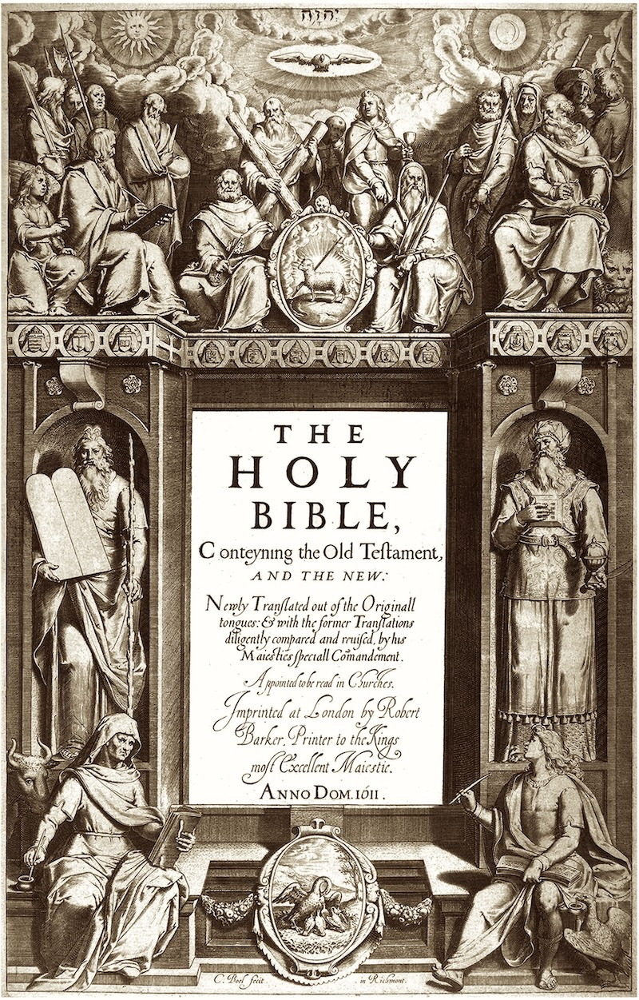 יהוה
THE
HOLY
BIBLE,
Conteyning the Old Teſtament,
AND THE NEW:
Newly Tranſlated out of the Originall
tongues: & with the former Tranſlations
diligently compared and reuiſed, by his
Maieſties ſpeciall Comandement.
Appointed to be read in Churches.
Imprinted at London by Robert
Barker, Printer to the Kings
moſt Excellent Maiestie.
ANNO DOM. 1611.
C: Boel fecit in Richmont.